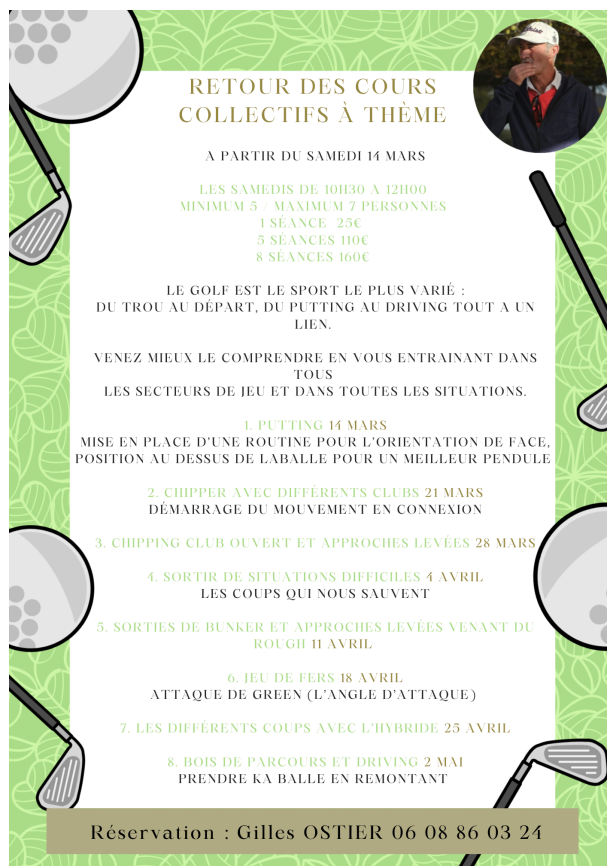 RETOUR DES COURS
COLLECTIFS À THÈME
A PARTIR DU SAMEDI 14 MARS
LES SAMEDIS DE 10H30 A 12H00
MINIMUM 5 / MAXIMUM 7 PERSONNES
1 SÉANCE 25€
5 SÉANCES 110€
8 SÉANCES 160€
LE GOLF EST LE SPORT LE PLUS VARIÉ :
DU TROU AU DÉPART, DU PUTTING AU DRIVING TOUT A UN
LIEN.
VENEZ MIEUX LE COMPRENDRE EN VOUS ENTRAINANT DANS
TOUS
LES SECTEURS DE JEU ET DANS TOUTES LES SITUATIONS.
1. PUTTING 14 MARS
MISE EN PLACE D'UNE ROUTINE POUR L'ORIENTATION DE FACE,
POSITION AU DESSUS DE LABALLE POUR UN MEILLEUR PENDULE
2. CHIPPER AVEC DIFFÉRENTS CLUBS 21 MARS
DÉMARRAGE DU MOUVEMENT EN CONNEXION
3. CHIPPING CLUB OUVERT ET APPROCHES LEVÉES 28 MARS
4. SORTIR DE SITUATIONS DIFFICILES 4 AVRIL
LES COUPS QUI NOUS SAUVENT
5. SORTIES DE BUNKER ET APPROCHES LEVÉES VENANT DU
ROUGH 11 AVRIL
6. JEU DE FERS 18 AVRIL
ATTAQUE DE GREEN (L'ANGLE D'ATTAQUE)
7. LES DIFFÉRENTS COUPS AVEC L'HYBRIDE 25 AVRIL
8. BOIS DE PARCOURS ET DRIVING 2 MAI
PRENDRE KA BALLE EN REMONTANT
Réservation : Gilles OSTIER 06 08 86 03 24